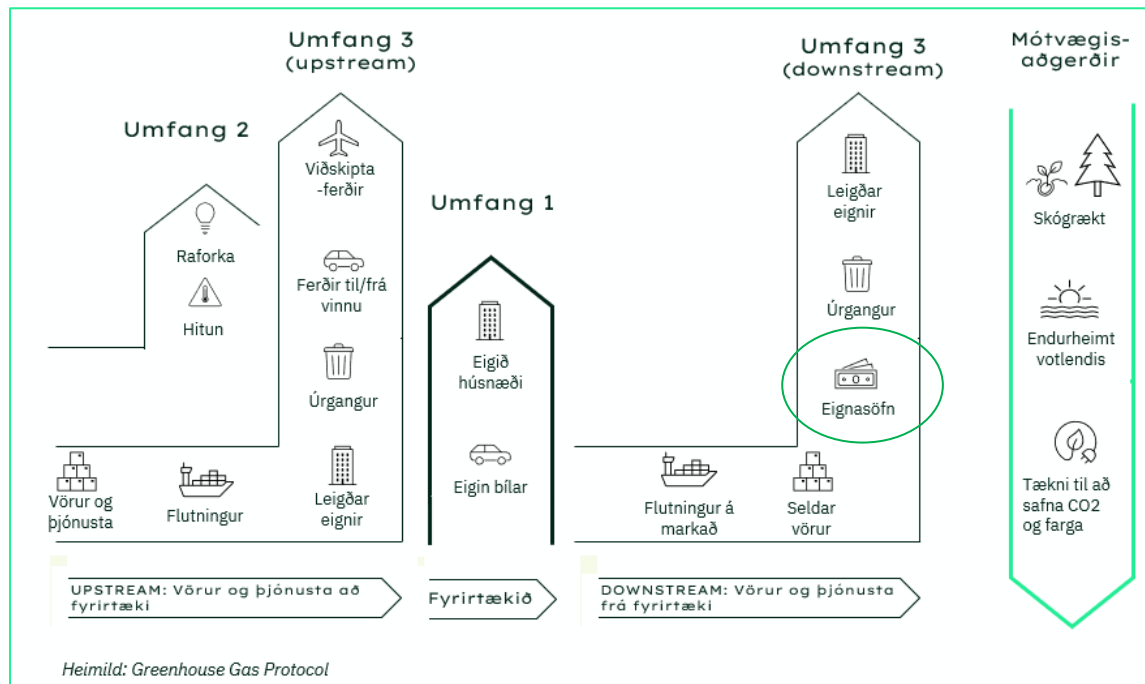 Umfang 2
Raforka
Hitun
Umfang 3
(upstream)
Viðskipta
-ferðir
Ferðir til/frá
vinnu
Úrgangur
Leigðar
eignir
Vörur og
þjónusta
Flutningur
Umfang 1
Eigið
húsnæði
Eigin bílar
Umfang 3
(downstream)
Leigðar
eignir
Úrgangur
Eignasöfn
Flutningur á
markað
Seldar
vörur
Mótvægis-
aðgerðir
Skógrækt
Endurheimt
votlendis
Tækni til að
safna CO2
og farga
UPSTREAM: Vörur og þjónusta að
fyrirtæki
Fyrirtækið
DOWNSTREAM: Vörur og þjónusta
frá fyrirtæki
Heimild: Greenhouse Gas Protocol